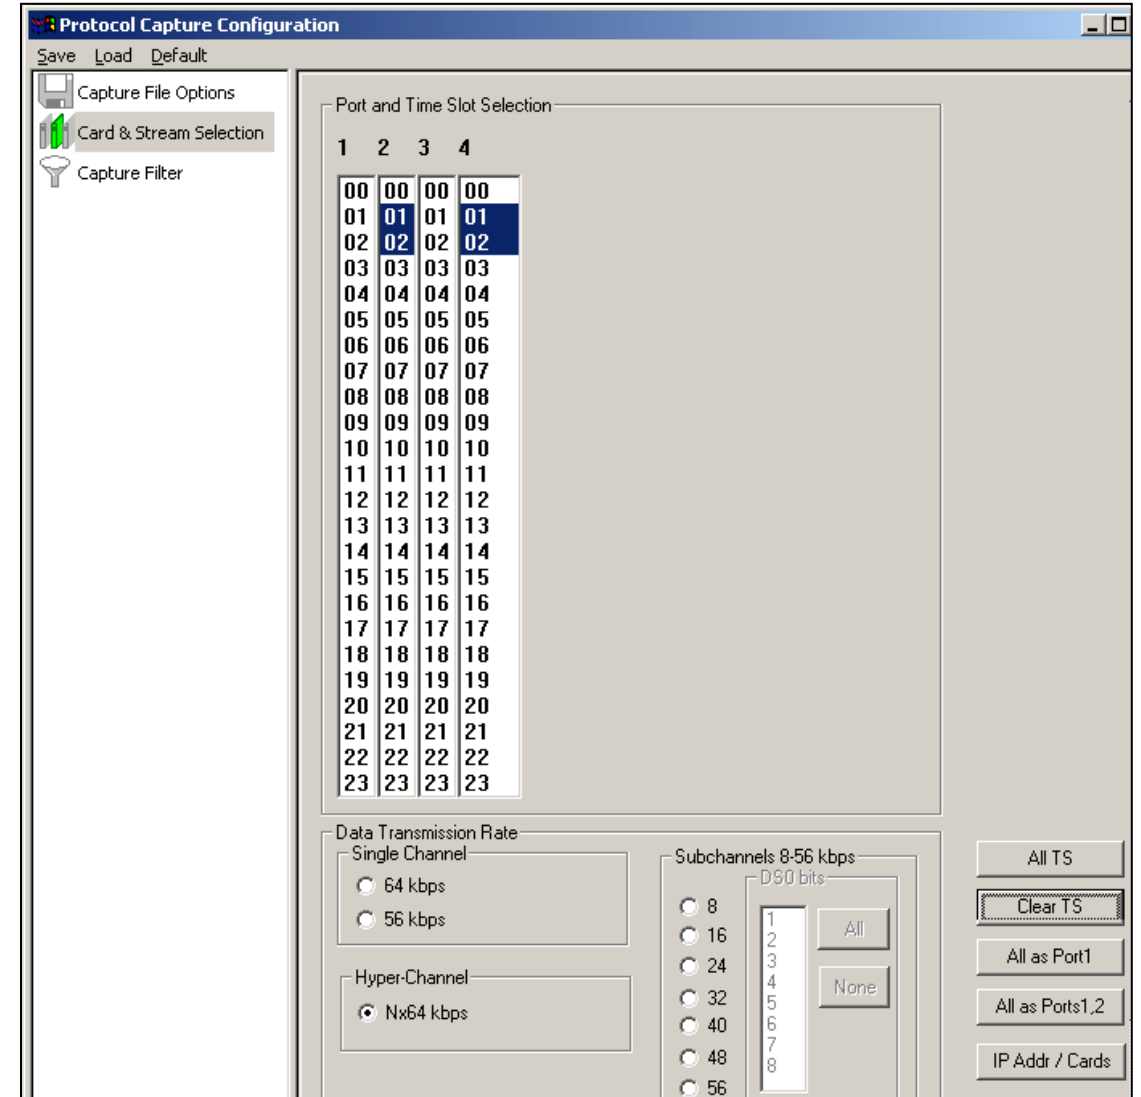 Protocol Capture Configuration
Save Load Default
Capture File Options
Card & Stream Selection
Capture Filter
Port and Time Slot Selection
1 2 3 4
00 00 00 00
01 01 01 01
02 02 02 02
03 03 03 03
04 04 04 04
05 05 05 05
06 06 06 06
07 07 07 07
08 08 08 08
09 09 09 09
10 10 10 10
11 11 11 11
12 12 12 12
13 13 13 13
14 14 14 14
15 15 15 15
16 16 16 16
17 17 17 17
18 18 18 18
19 19 19 19
20 20 20 20
21 21 21 21
22 22 22 22
23 23 23 23
Data Transmission Rate
Single Channel
64 kbps
56 kbps
Hyper-Channel
Nx64 kbps
Subchannels 8-56 kbps
8
16
24
32
40
48
56
DS0 bits
1
2
3
4
5
6
7
8
All
None
All TS
Clear TS
All as Port1
All as Ports1,2
IP Addr / Cards